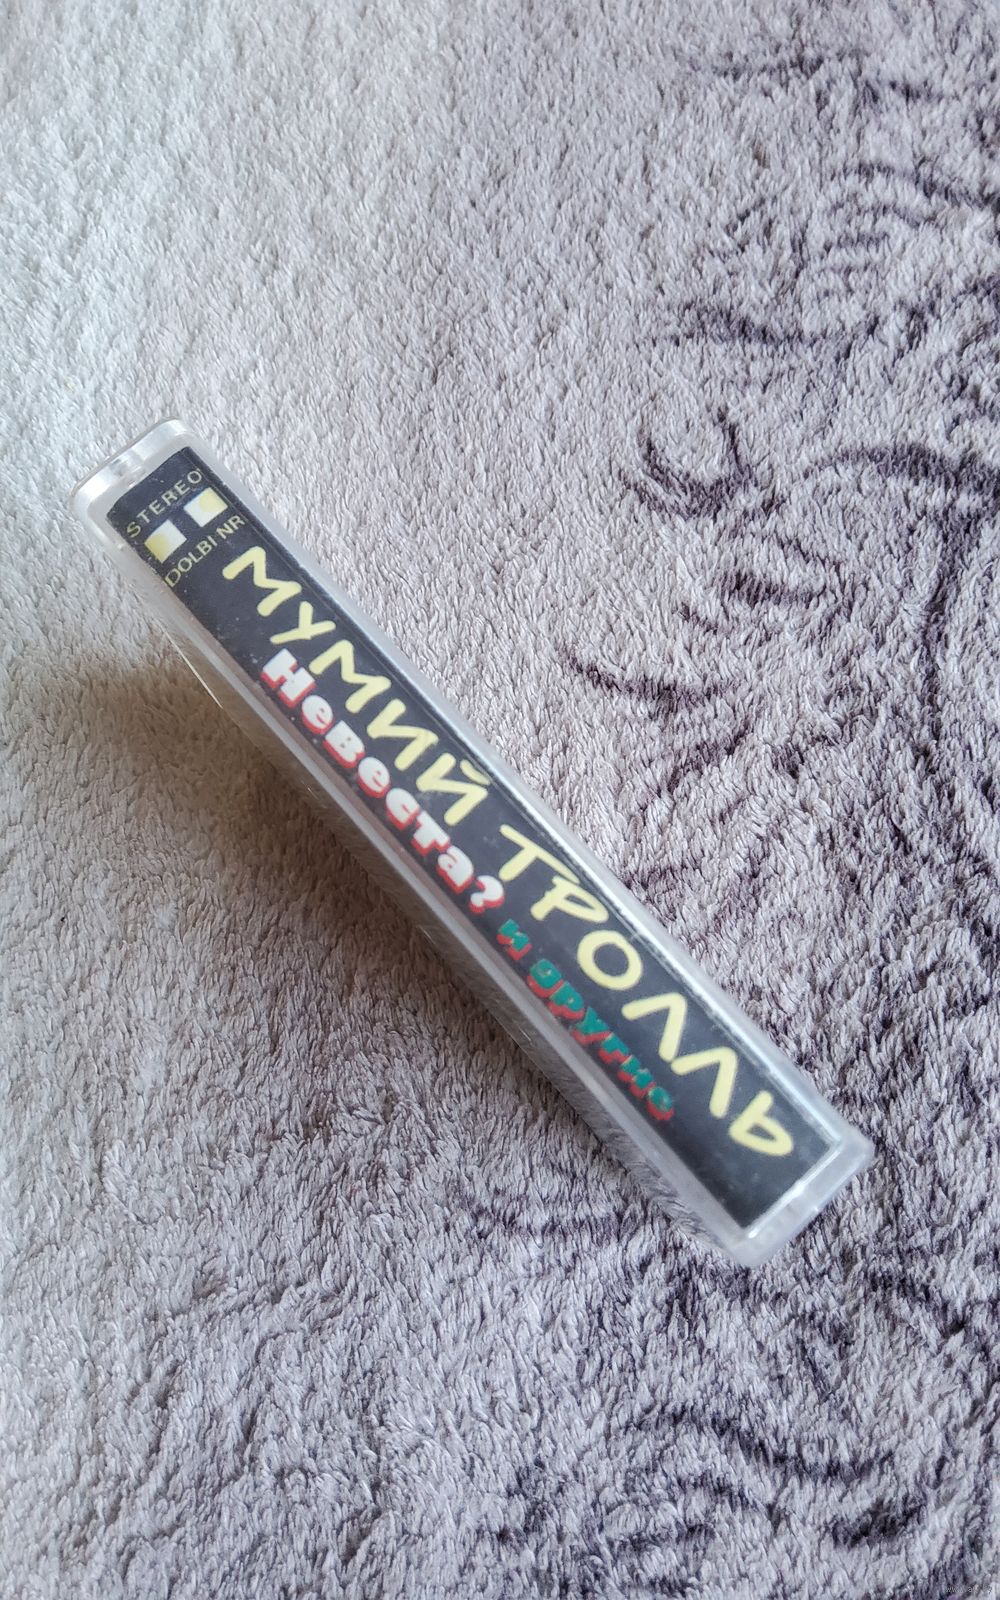 STEREO
DOLBI NR
МУМИЙ ТРОЛЛЬ
Невеста? и другие